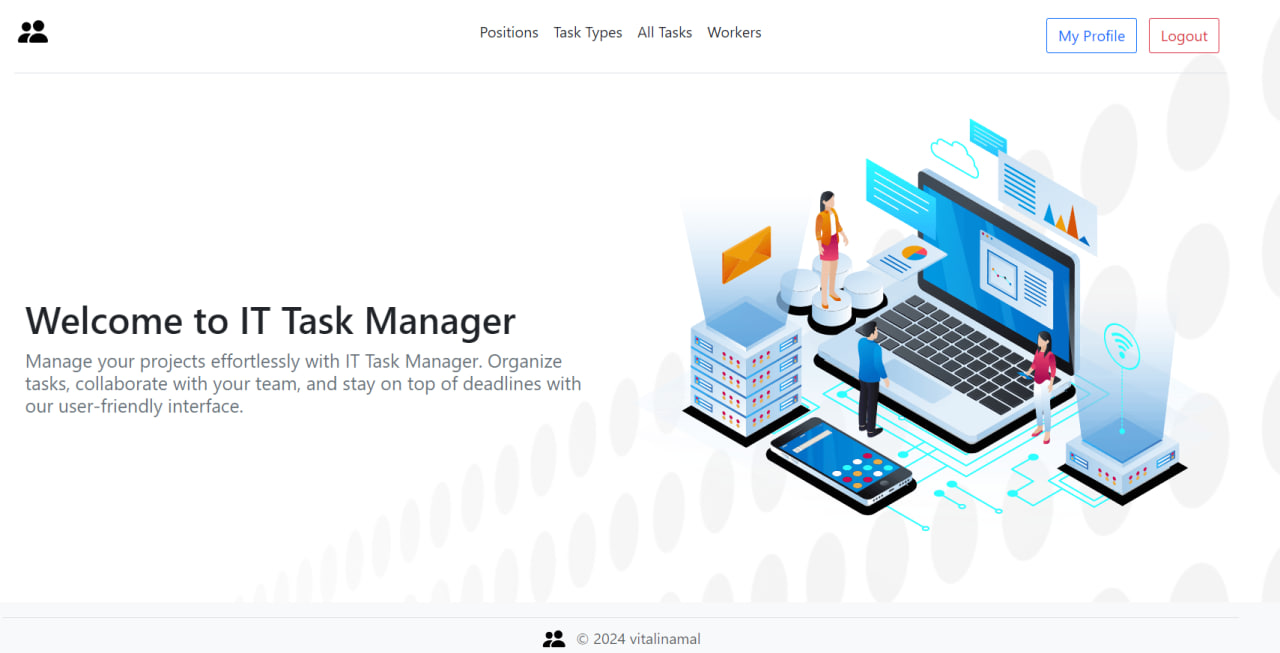 Positions Task Types All Tasks Workers My Profile Logout
Welcome to IT Task Manager
Manage your projects effortlessly with IT Task Manager. Organize
tasks, collaborate with your team, and stay on top of deadlines with
our user-friendly interface.
© 2024 vitalinamal